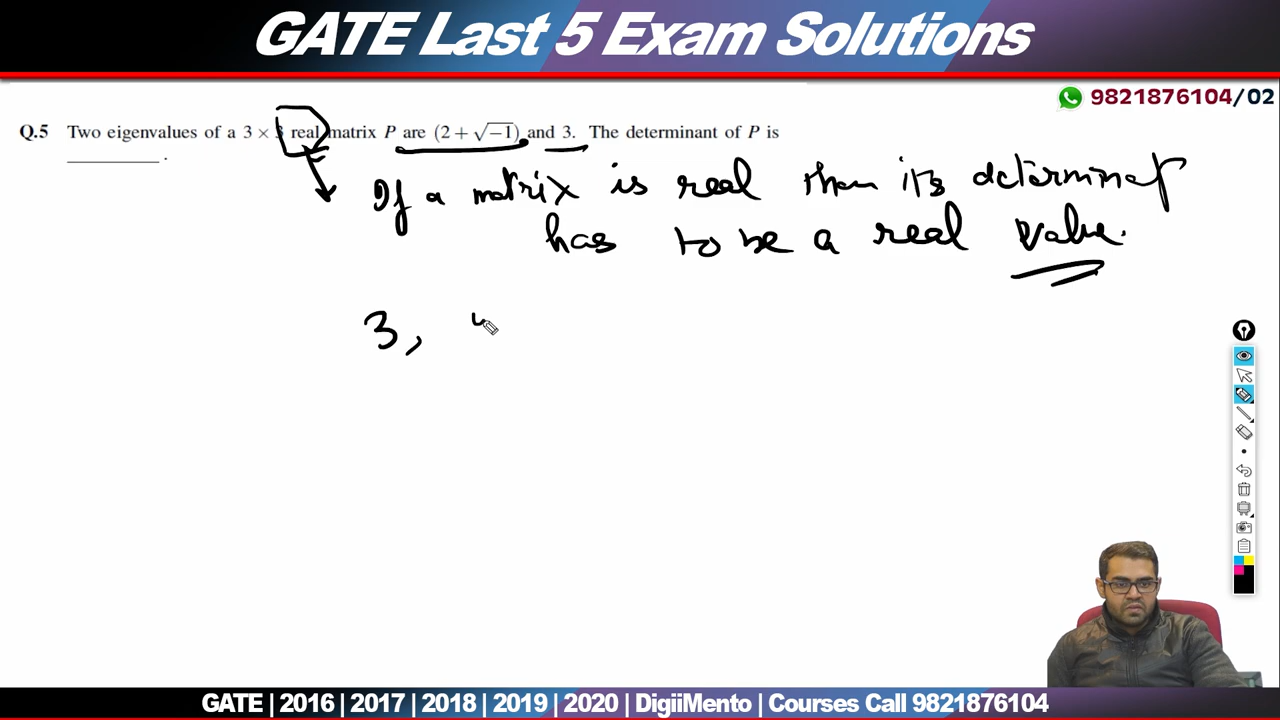 GATE Last 5 Exam Solutions
9821876104/02
Q.5 Two eigenvalues of a 3 × 3 real matrix P are (2 + √−1) and 3. The determinant of P is
__________ .
If a matrix is real than its determinat
has to be a real value.
3,
GATE | 2016 | 2017 | 2018 | 2019 | 2020 | DigiiMento | Courses Call 9821876104